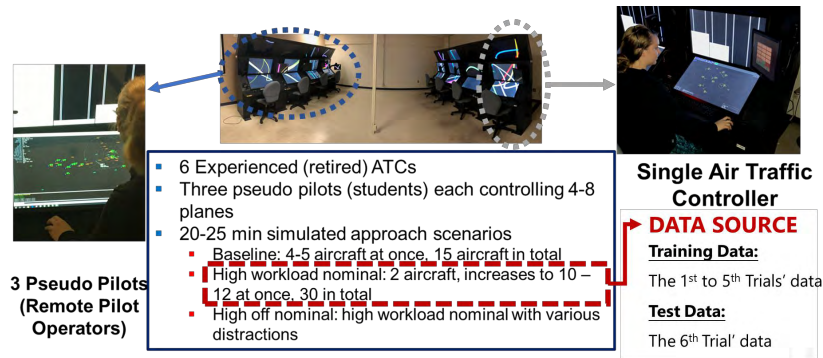 6 Experienced (retired) ATCs
Three pseudo pilots (students) each controlling 4-8
planes
20-25 min simulated approach scenarios
Baseline: 4-5 aircraft at once, 15 aircraft in total
High workload nominal: 2 aircraft, increases to 10 –
12 at once, 30 in total
High off nominal: high workload nominal with various
distractions
3 Pseudo Pilots
(Remote Pilot
Operators)
Single Air Traffic
Controller
DATA SOURCE
Training Data:
The 1st to 5th Trials' data
Test Data:
The 6th Trial' data